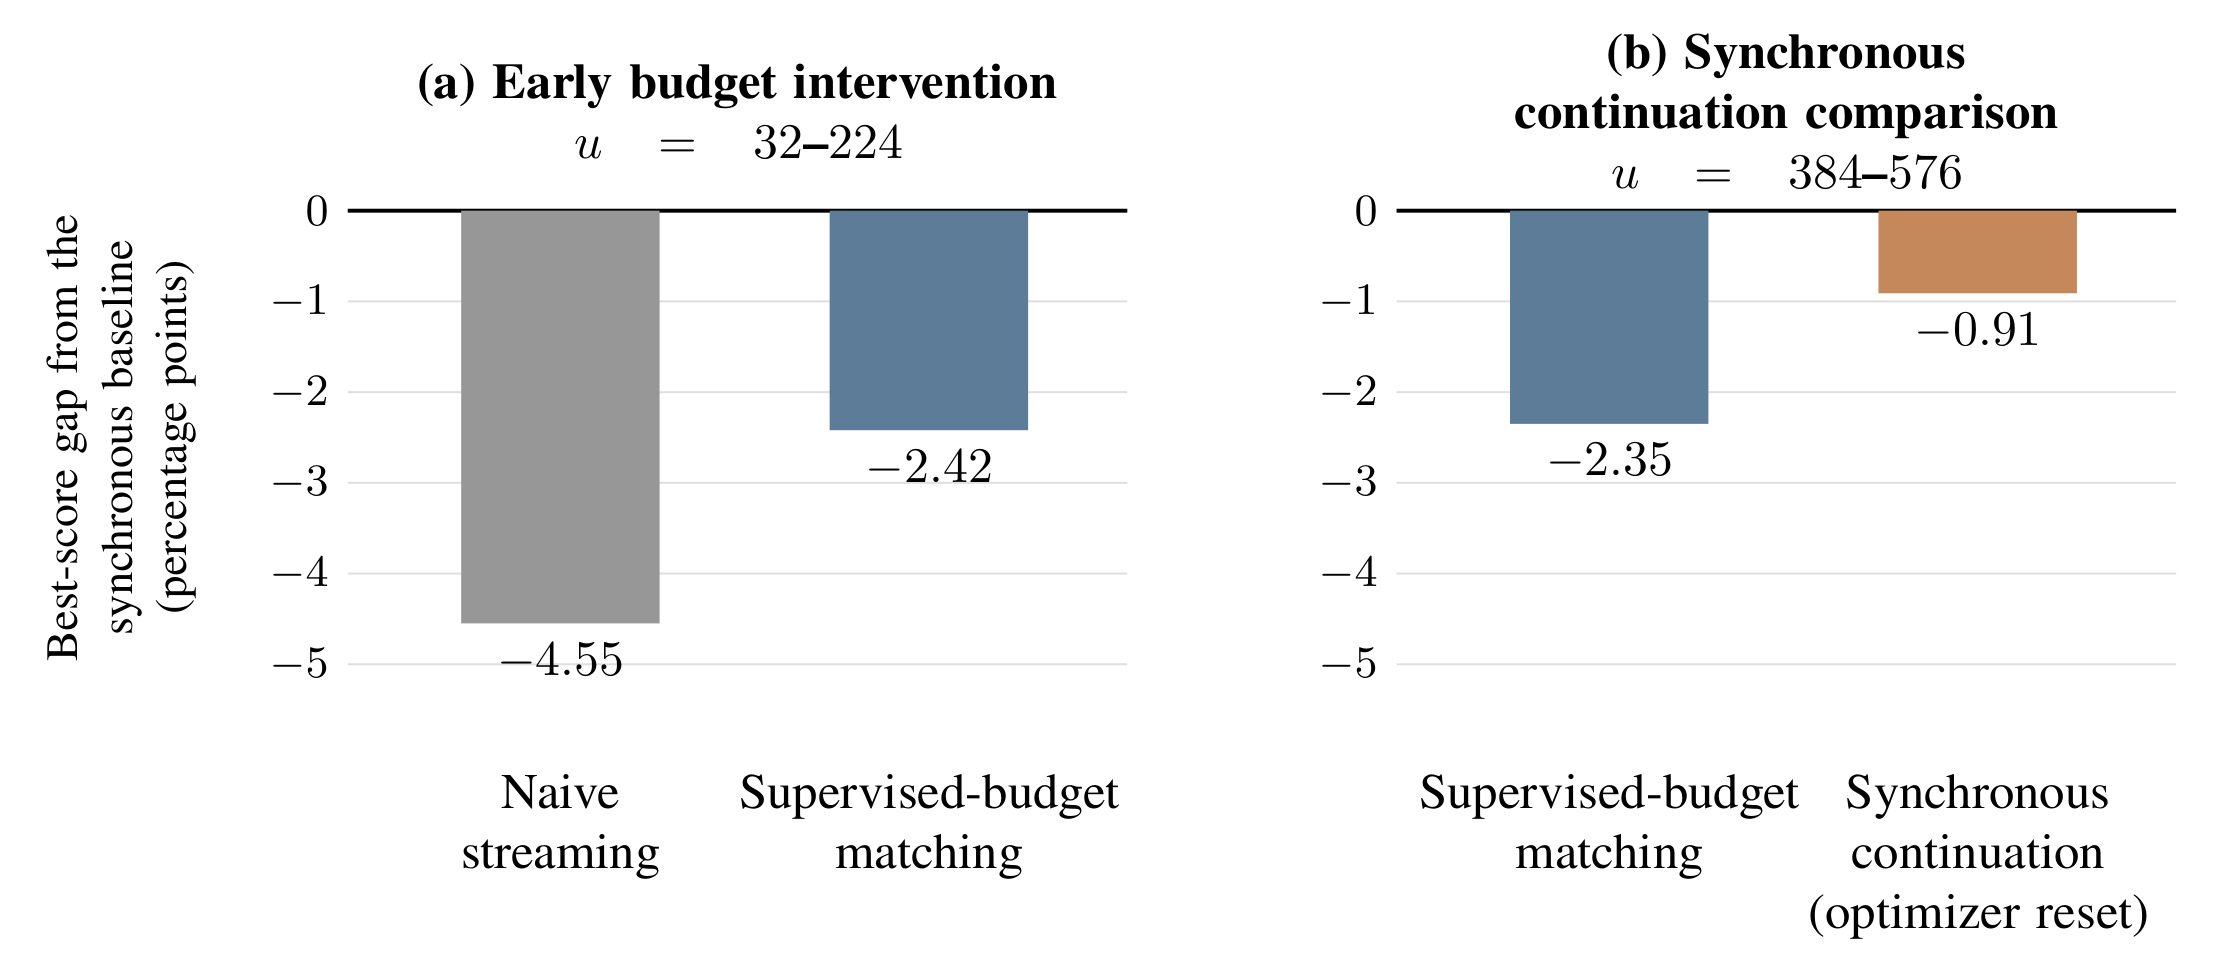 (a) Early budget intervention
u = 32–224
Best-score gap from the
synchronous baseline
(percentage points)
0
−1
−2
−3
−4
−5
−4.55
−2.42
Naive
streaming
Supervised-budget
matching
(b) Synchronous
continuation comparison
u = 384–576
0
−1
−2
−3
−4
−5
−2.35
−0.91
Supervised-budget
matching
Synchronous
continuation
(optimizer reset)